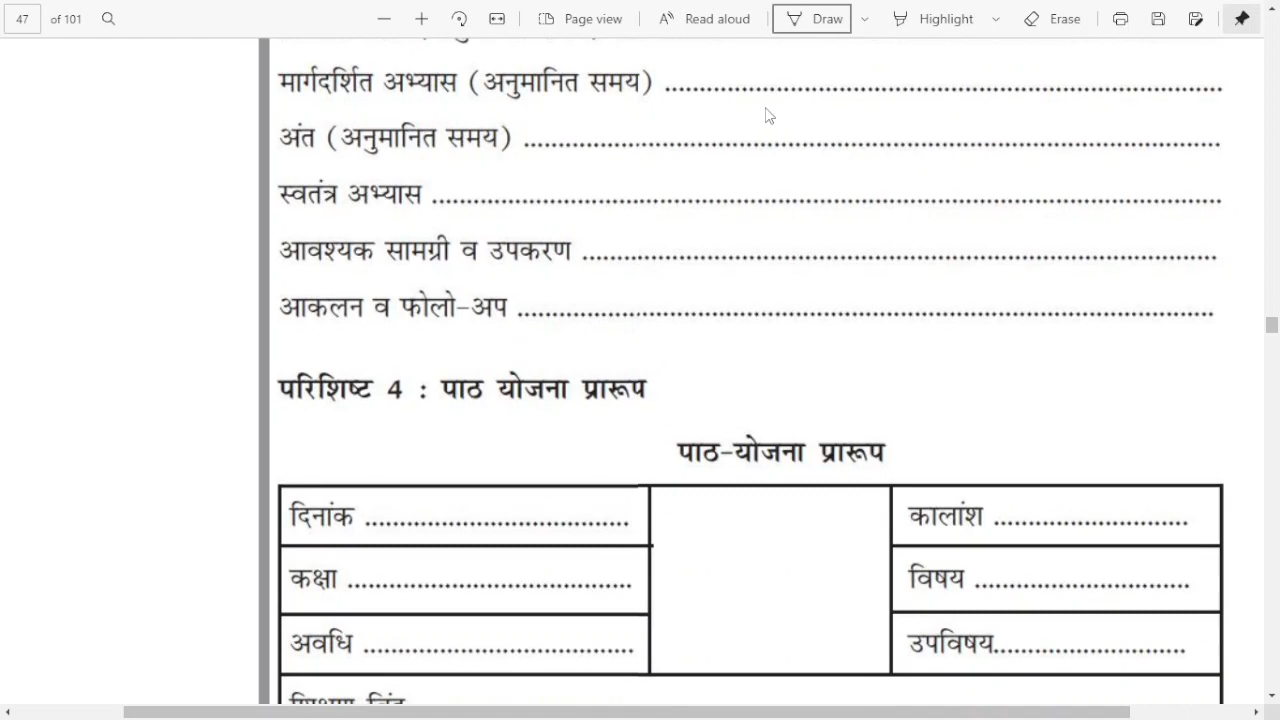 47 of 101 Page view Read aloud Draw Highlight Erase
मार्गदर्शित अभ्यास (अनुमानित समय) ................................................................................
अंत (अनुमानित समय) ....................................................................................................
स्वतंत्र अभ्यास .................................................................................................................
आवश्यक सामग्री व उपकरण ...........................................................................................
आकलन व फोलो-अप ....................................................................................................
परिशिष्ट 4 : पाठ योजना प्रारूप
पाठ-योजना प्रारूप
दिनांक ...................................... कालांश ............................
कक्षा ......................................... विषय ...............................
अवधि ....................................... उपविषय............................